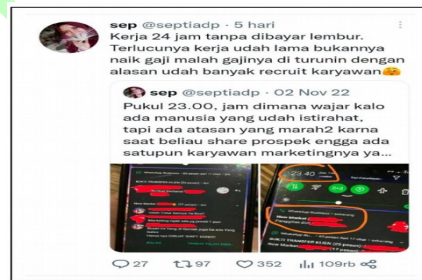 sep @septiadp · 5 hari
Kerja 24 jam tanpa dibayar lembur.
Terlucunya kerja udah lama bukannya
naik gaji malah gajinya di turunin dengan
alasan udah banyak recruit karyawan😥
sep @septiadp · 02 Nov 22
Pukul 23.00, jam dimana wajar kalo
ada manusia yang udah istirahat,
tapi ada atasan yang marah2 karna
saat beliau share prospek engga ada
satupun karyawan marketingnya ya...
23:40
27 97 352 109rb